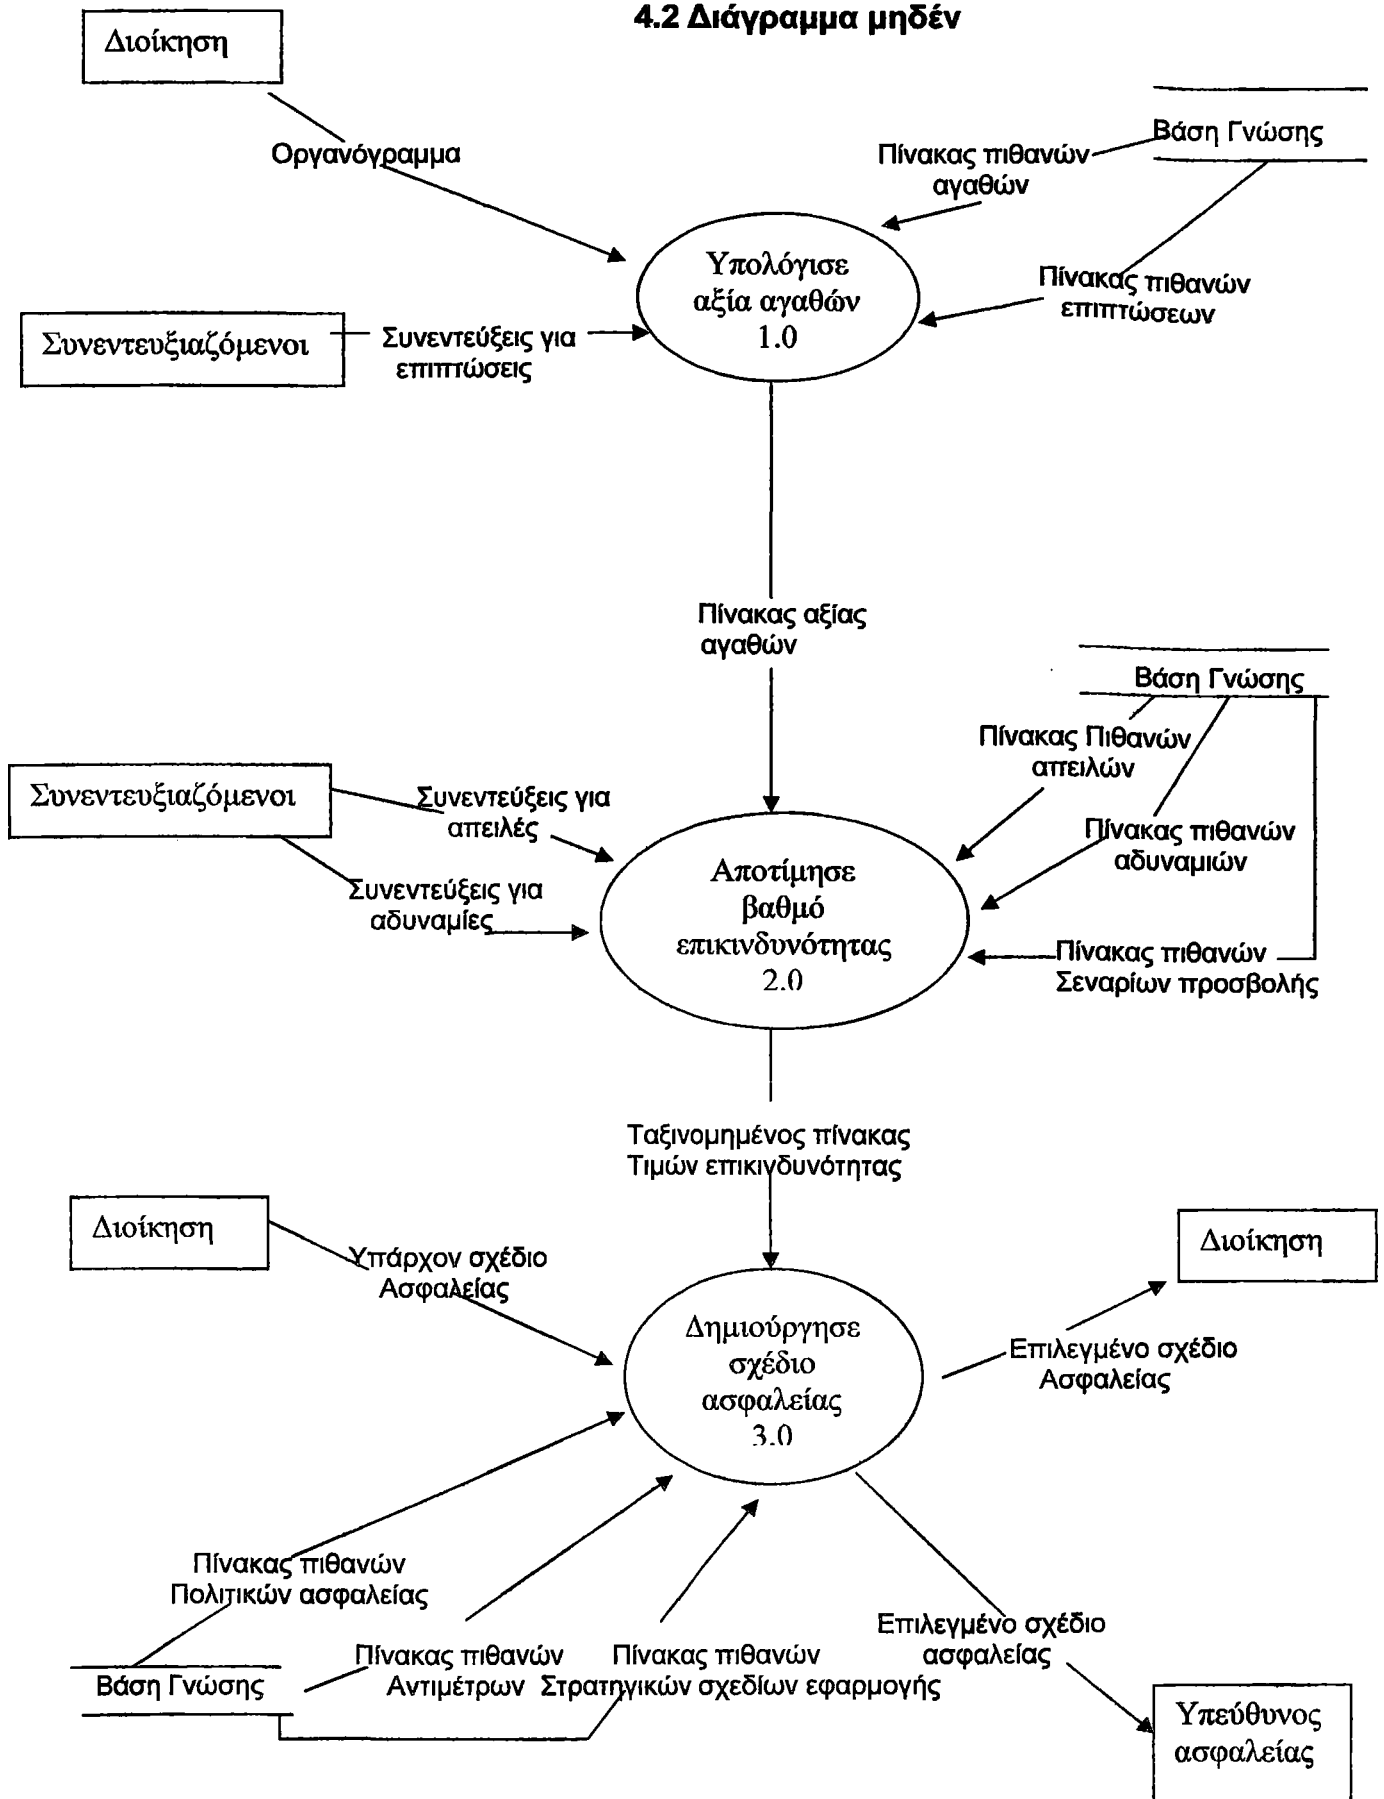 4.2 Διάγραμμα μηδέν
Διοίκηση
Οργανόγραμμα
Βάση Γνώσης
Πίνακας πιθανών
αγαθών
Υπολόγισε
αξία αγαθών
1.0
Πίνακας πιθανών
επιπτώσεων
Συνεντευξιαζόμενοι
Συνεντεύξεις για
επιπτώσεις
Πίνακας αξίας
αγαθών
Βάση Γνώσης
Πίνακας Πιθανών
απειλών
Συνεντευξιαζόμενοι
Συνεντεύξεις για
απειλές
Πίνακας πιθανών
αδυναμιών
Συνεντεύξεις για
αδυναμίες
Αποτίμησε
βαθμό
επικινδυνότητας
2.0
Πίνακας πιθανών
Σεναρίων προσβολής
Ταξινομημένος πίνακας
Τιμών επικινδυνότητας
Διοίκηση
Υπάρχον σχέδιο
Ασφαλείας
Διοίκηση
Δημιούργησε
σχέδιο
ασφαλείας
3.0
Επιλεγμένο σχέδιο
Ασφαλείας
Πίνακας πιθανών
Πολιτικών ασφαλείας
Βάση Γνώσης
Πίνακας πιθανών
Αντιμέτρων
Πίνακας πιθανών
Στρατηγικών σχεδίων εφαρμογής
Επιλεγμένο σχέδιο
ασφαλείας
Υπεύθυνος
ασφαλείας